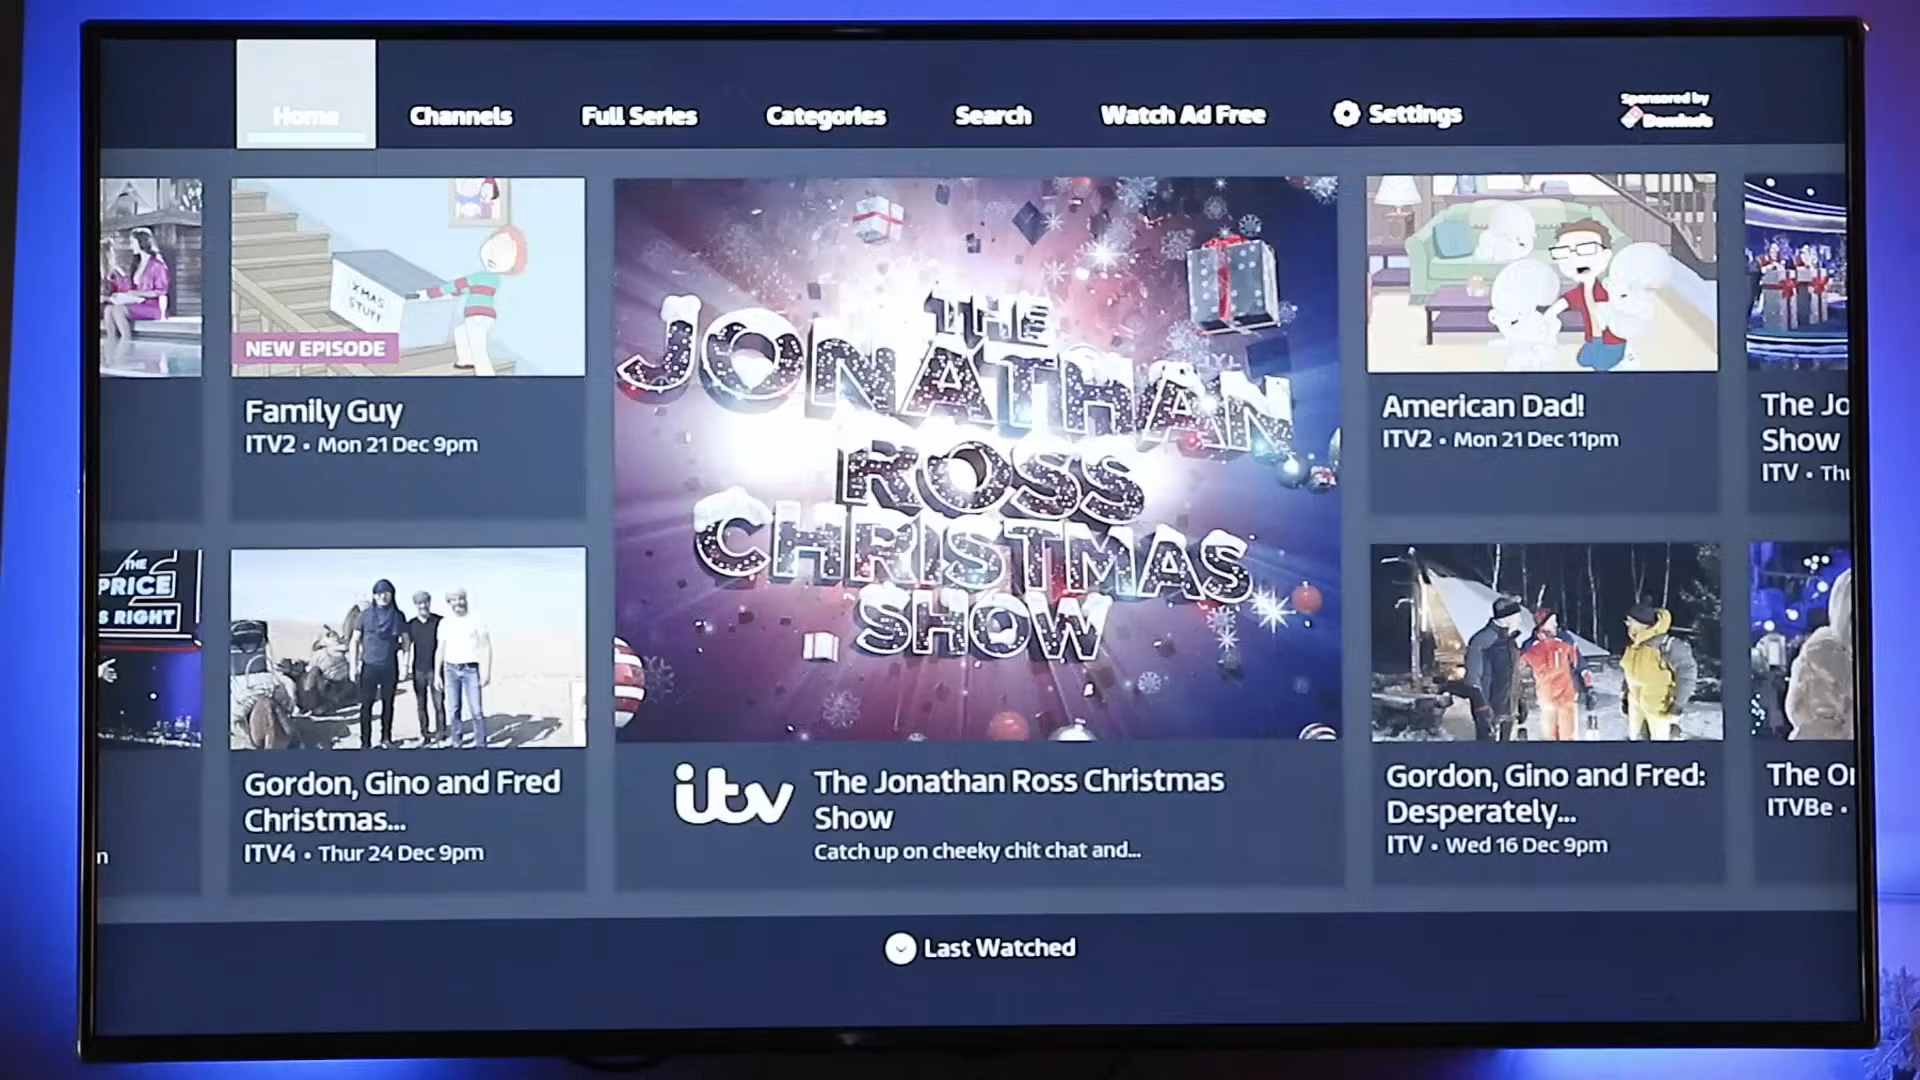 Home
Channels
Full Series
Categories
Search
Watch Ad Free
Settings
Sponsored by
Domino's
XMAS
STUFF
NEW EPISODE
Family Guy
ITV2 • Mon 21 Dec 9pm
THE
PRICE
S RIGHT
Gordon, Gino and Fred
Christmas...
ITV4 • Thur 24 Dec 9pm
THE
JONATHAN
ROSS
CHRISTMAS
SHOW
itv
The Jonathan Ross Christmas
Show
Catch up on cheeky chit chat and...
American Dad!
ITV2 • Mon 21 Dec 11pm
Gordon, Gino and Fred:
Desperately...
ITV • Wed 16 Dec 9pm
The Jo
Show
ITV • Thu
The O
ITVBe •
Last Watched